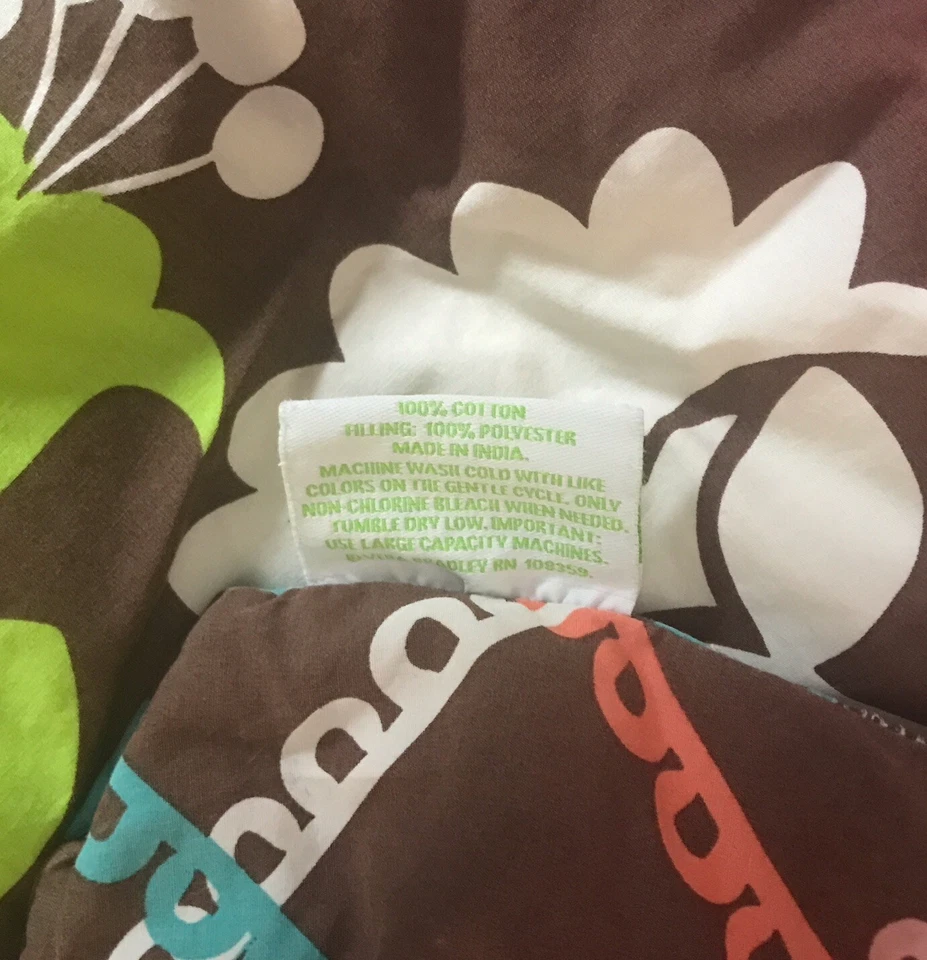 100% COTTON
FILLING: 100% POLYESTER
MADE IN INDIA.
MACHINE WASH COLD WITH LIKE
COLORS ON THE GENTLE CYCLE. ONLY
NON-CHLORINE BLEACH WHEN NEEDED.
TUMBLE DRY LOW. IMPORTANT:
USE LARGE CAPACITY MACHINES.
BRADLEY RN 108359.